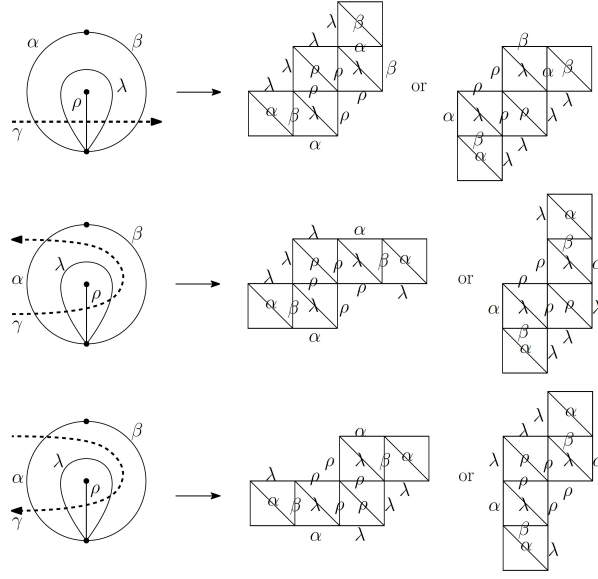 α β λ ρ γ
λ β
λ α
λ ρ ρ λ β
λ ρ ρ
α β λ ρ
α
or
β
λ α β
ρ ρ λ
α λ ρ ρ λ
β λ
α λ
β λ α ρ γ
λ α
λ ρ ρ λ β α
λ ρ ρ λ
α β λ ρ
α
or
λ α
β
ρ λ
ρ ρ
α λ ρ ρ
β λ
α λ
β λ α ρ γ
α
ρ λ β α
λ ρ ρ λ
α β λ ρ ρ λ
α λ
or
λ α
λ β
λ ρ ρ λ
ρ ρ
α λ ρ
β
α λ